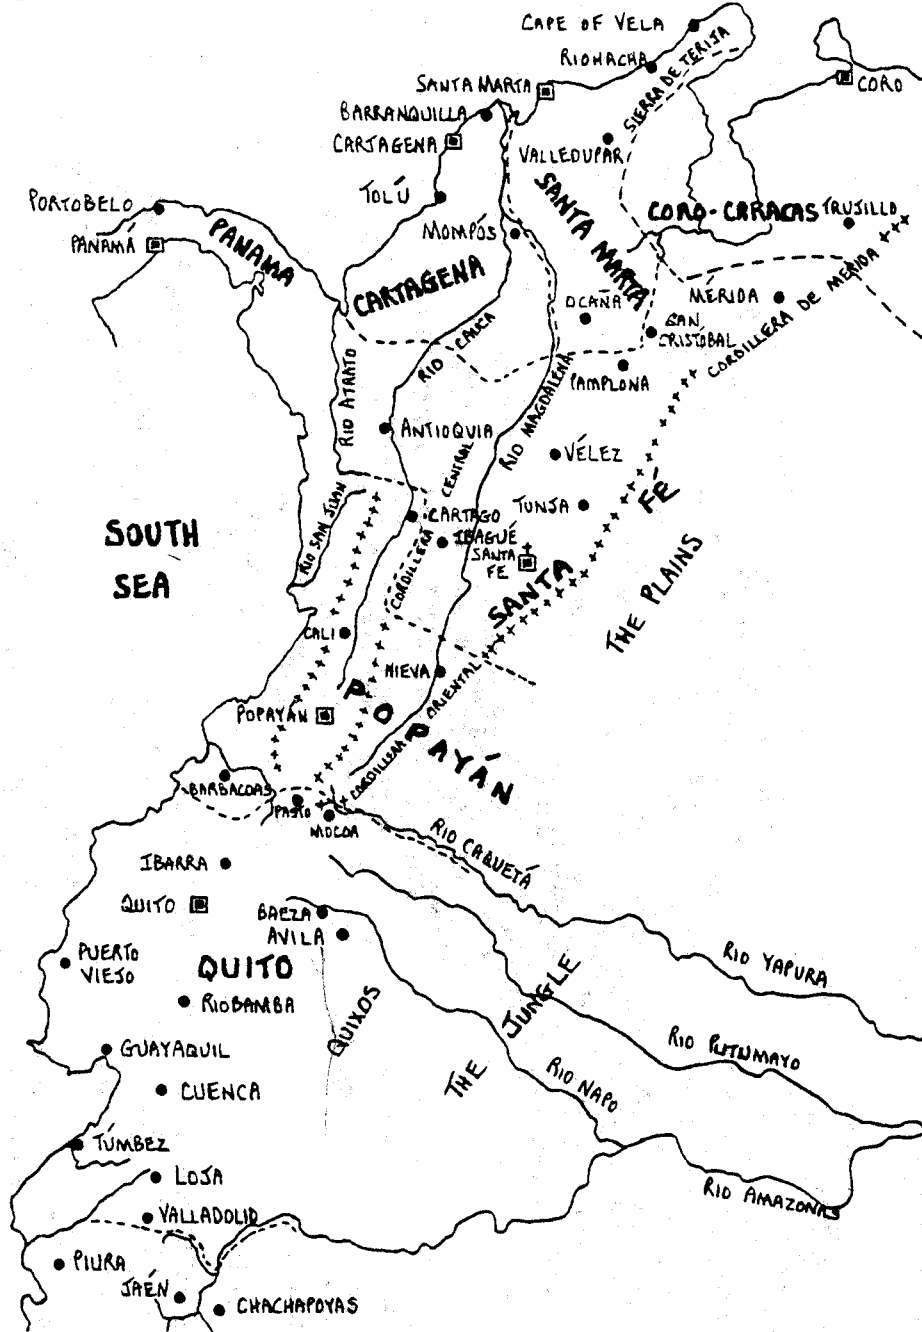 CAPE OF VELA
RIOHACHA
SIERRA DE TERIJA
SANTA MARTA
CORO
BARRANQUILLA
CARTAGENA
VALLEDUPAR
TOLÚ
SANTA MARTA
PORTOBELO
CORO-CARACAS
TRUJILLO
PANAMÁ
PANAMA
MOMPÓS
CARTAGENA
OCAÑA
MÉRIDA
CORDILLERA DE MERIDA
SAN
CRISTÓBAL
RIO CAUCA
RIO ATRATO
RIO MAGDALENA
PAMPLONA
ANTIOQUIA
VÉLEZ
CORDILLERA CENTRAL
RIO SAN JUAN
TUNJA
SANTA FÉ
CARTAGO
IBAGUÉ
SANTA
FE
SOUTH
SEA
THE PLAINS
CALI
NIEVA
POPAYÁN
POPAYÁN
CORDILLERA ORIENTAL
BARBACOAS
PASTO
MOCOA
RIO CAQUETÁ
IBARRA
QUITO
BAEZA
AVILA
PUERTO
VIEJO
QUITO
RIO YAPURA
RIOBAMBA
QUIXOS
THE JUNGLE
GUAYAQUIL
RIO PUTUMAYO
CUENCA
RIO NAPO
TÚMBEZ
LOJA
RIO AMAZONAS
VALLADOLID
PIURA
JAÉN
CHACHAPOYAS